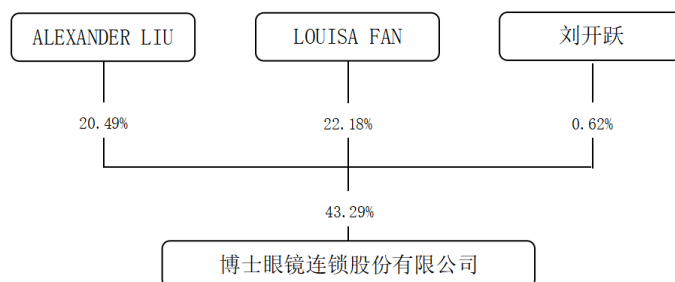 ALEXANDER LIU
LOUISA FAN
刘开跃
20.49%
22.18%
0.62%
43.29%
博士眼镜连锁股份有限公司